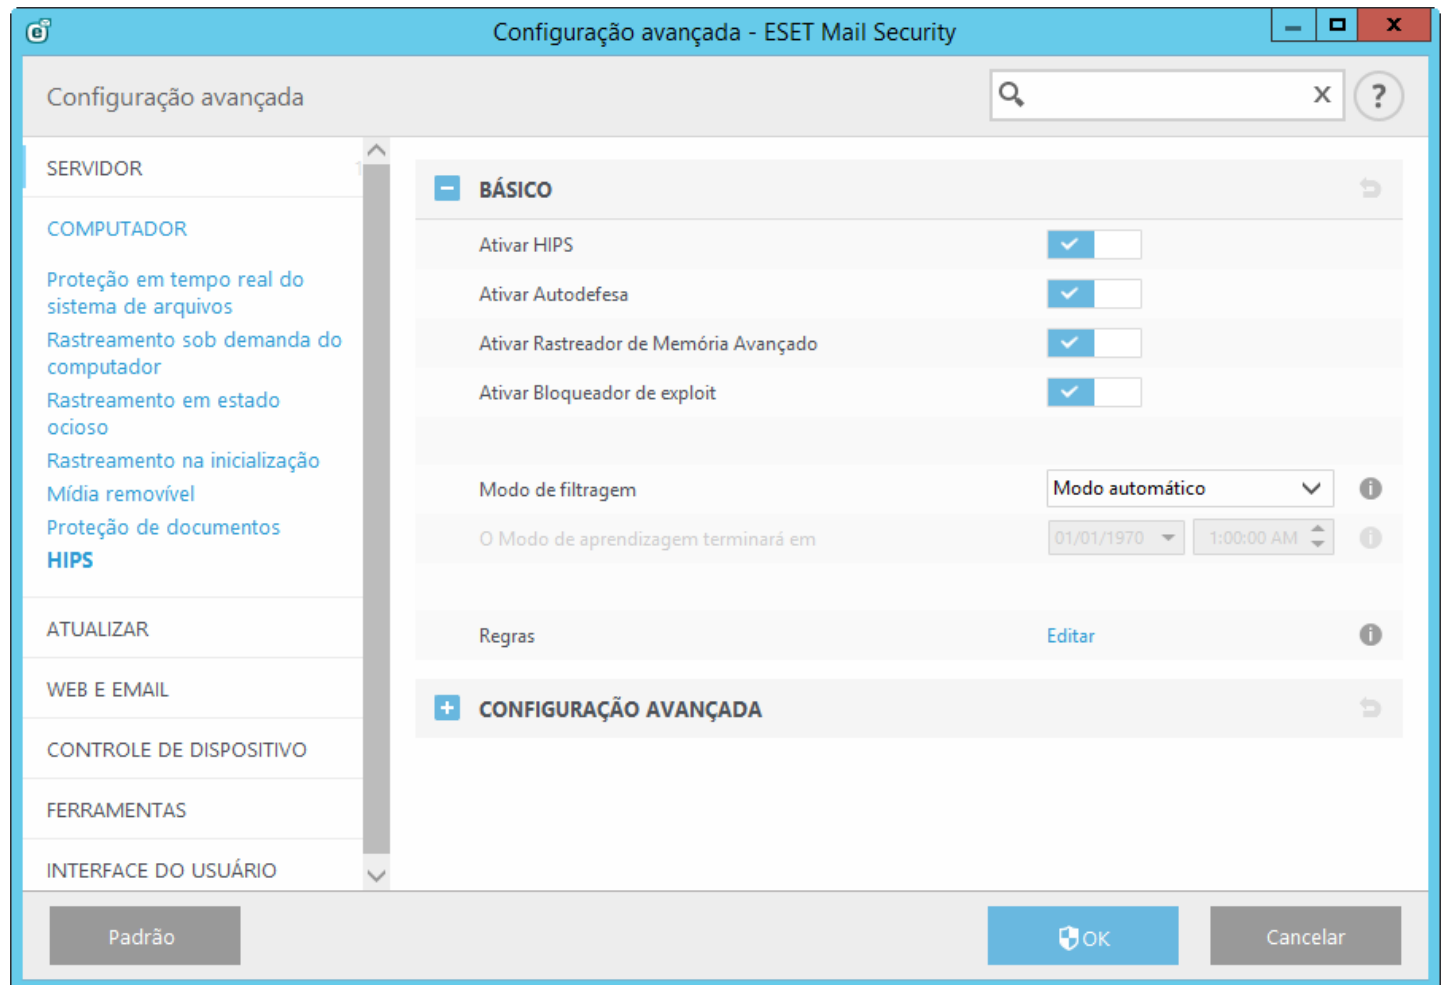 Configuração avançada - ESET Mail Security
Configuração avançada
SERVIDOR
1
COMPUTADOR
Proteção em tempo real do
sistema de arquivos
Rastreamento sob demanda do
computador
Rastreamento em estado
ocioso
Rastreamento na inicialização
Mídia removível
Proteção de documentos
HIPS
ATUALIZAR
WEB E EMAIL
CONTROLE DE DISPOSITIVO
FERRAMENTAS
INTERFACE DO USUÁRIO
BÁSICO
Ativar HIPS
Ativar Autodefesa
Ativar Rastreador de Memória Avançado
Ativar Bloqueador de exploit
Modo de filtragem Modo automático
O Modo de aprendizagem terminará em 01/01/1970 1:00:00 AM
Regras Editar
CONFIGURAÇÃO AVANÇADA
Padrão OK Cancelar